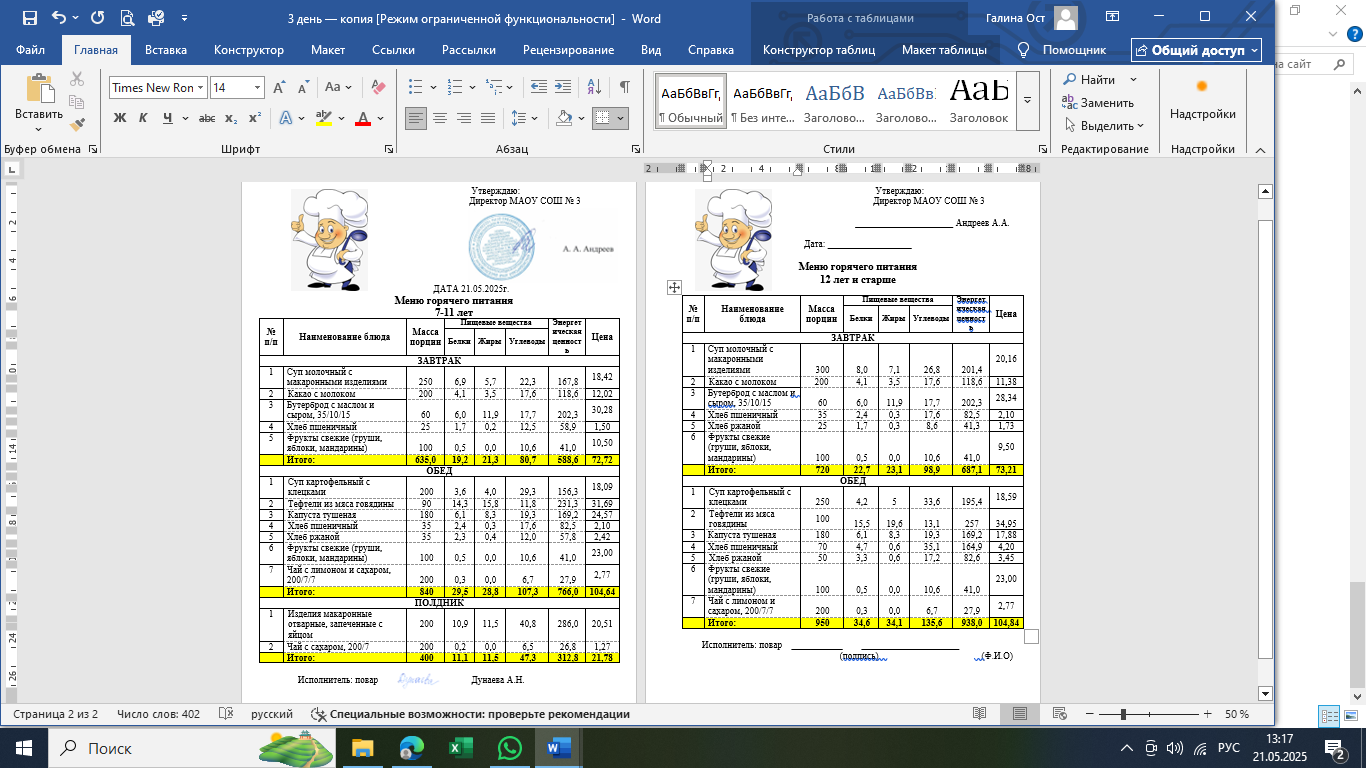 3 день — копия [Режим ограниченной функциональности] - Word
Работа с таблицами
Галина Ост
Файл Главная Вставка Конструктор Макет Ссылки Рассылки Рецензирование Вид Справка Конструктор таблиц Макет таблицы Помощник Общий доступ
на сайт
Вставить
Times New Ron 14
Ж К Ч abc x₂ x²
АаБбВвГг, АаБбВвГг, АаБбВ АаБбВв: АаБ
¶ Обычный ¶ Без инте... Заголово... Заголово... Заголовок
Найти
Заменить
Выделить
Надстройки
Буфер обмена Шрифт Абзац Стили Редактирование Надстройки
Утверждаю:
Директор МАОУ СОШ № 3
А. А. Андреев
ДАТА 21.05.2025г.
Меню горячего питания
7-11 лет
№ п/п Наименование блюда Масса порции Пищевые вещества Энергетическая ценность Цена
Белки Жиры Углеводы
ЗАВТРАК
1 Суп молочный с макаронными изделиями 250 6,9 5,7 22,3 167,8 18,42
2 Какао с молоком 200 4,1 3,5 17,6 118,6 12,02
3 Бутерброд с маслом и сыром, 35/10/15 60 6,0 11,9 17,7 202,3 30,28
4 Хлеб пшеничный 25 1,7 0,2 12,5 58,9 1,50
5 Фрукты свежие (груши, яблоки, мандарины) 100 0,5 0,0 10,6 41,0 10,50
Итого: 635,0 19,2 21,3 80,7 588,6 72,72
ОБЕД
1 Суп картофельный с клецками 200 3,6 4,0 29,3 156,3 18,09
2 Тефтели из мяса говядины 90 14,3 15,8 11,8 231,3 31,69
3 Капуста тушеная 180 6,1 8,3 19,3 169,2 24,57
4 Хлеб пшеничный 35 2,4 0,3 17,6 82,5 2,10
5 Хлеб ржаной 35 2,3 0,4 12,0 57,8 2,42
6 Фрукты свежие (груши, яблоки, мандарины) 100 0,5 0,0 10,6 41,0 23,00
7 Чай с лимоном и сахаром, 200/7/7 200 0,3 0,0 6,7 27,9 2,77
Итого: 840 29,5 28,8 107,3 766,0 104,64
ПОЛДНИК
1 Изделия макаронные отварные, запеченные с яйцом 200 10,9 11,5 40,8 286,0 20,51
2 Чай с сахаром, 200/7 200 0,2 0,0 6,5 26,8 1,27
Итого: 400 11,1 11,5 47,3 312,8 21,78
Исполнитель: повар Дунаева А.Н.
Утверждаю:
Директор МАОУ СОШ № 3
Андреев А.А.
Дата:
Меню горячего питания
12 лет и старше
№ п/п Наименование блюда Масса порции Пищевые вещества Энергетическая ценность Цена
Белки Жиры Углеводы
ЗАВТРАК
1 Суп молочный с макаронными изделиями 300 8,0 7,1 26,8 201,4 20,16
2 Какао с молоком 200 4,1 3,5 17,6 118,6 11,38
3 Бутерброд с маслом и сыром, 35/10/15 60 6,0 11,9 17,7 202,3 28,34
4 Хлеб пшеничный 35 2,4 0,3 17,6 82,5 2,10
5 Хлеб ржаной 25 1,7 0,3 8,6 41,3 1,73
6 Фрукты свежие (груши, яблоки, мандарины) 100 0,5 0,0 10,6 41,0 9,50
Итого: 720 22,7 23,1 98,9 687,1 73,21
ОБЕД
1 Суп картофельный с клецками 250 4,2 5 33,6 195,4 18,59
2 Тефтели из мяса говядины 100 15,5 19,6 13,1 257 34,95
3 Капуста тушеная 180 6,1 8,3 19,3 169,2 17,88
4 Хлеб пшеничный 70 4,7 0,6 35,1 164,9 4,20
5 Хлеб ржаной 50 3,3 0,6 17,2 82,6 3,45
6 Фрукты свежие (груши, яблоки, мандарины) 100 0,5 0,0 10,6 41,0 23,00
7 Чай с лимоном и сахаром, 200/7/7 200 0,3 0,0 6,7 27,9 2,77
Итого: 950 34,6 34,1 135,6 938,0 104,84
Исполнитель: повар
(подпись) (Ф.И.О)
Страница 2 из 2 Число слов: 402 русский Специальные возможности: проверьте рекомендации 50 %
Поиск
РУС
13:17
21.05.2025
2